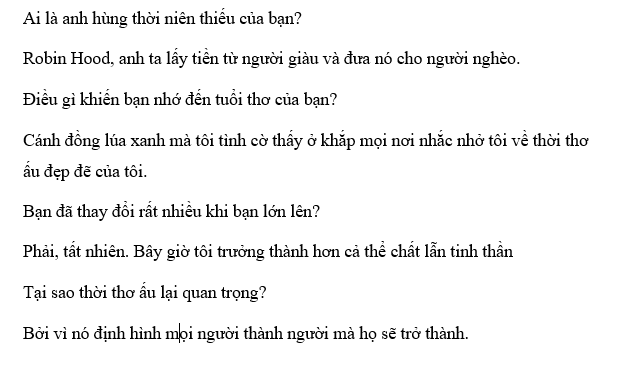 Ai là anh hùng thời niên thiếu của bạn?
Robin Hood, anh ta lấy tiền từ người giàu và đưa nó cho người nghèo.
Điều gì khiến bạn nhớ đến tuổi thơ của bạn?
Cánh đồng lúa xanh mà tôi tình cờ thấy ở khắp mọi nơi nhắc nhở tôi về thời thơ
ấu đẹp đẽ của tôi.
Bạn đã thay đổi rất nhiều khi bạn lớn lên?
Phải, tất nhiên. Bây giờ tôi trưởng thành hơn cả thể chất lẫn tinh thần
Tại sao thời thơ ấu lại quan trọng?
Bởi vì nó định hình mọi người thành người mà họ sẽ trở thành.